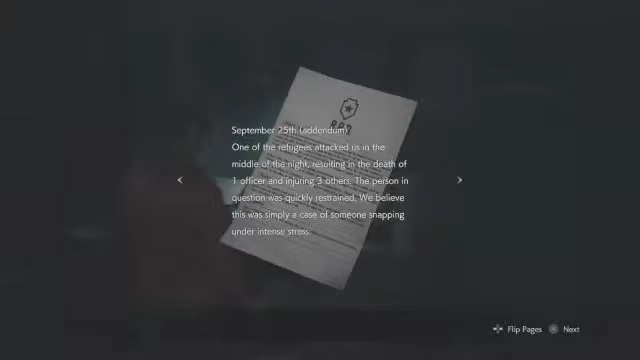 R.P.D.
September 25th (addendum)
One of the refugees attacked us in the
middle of the night, resulting in the death of
1 officer and injuring 3 others. The person in
question was quickly restrained. We believe
this was simply a case of someone snapping
under intense stress.
Flip Pages
Next